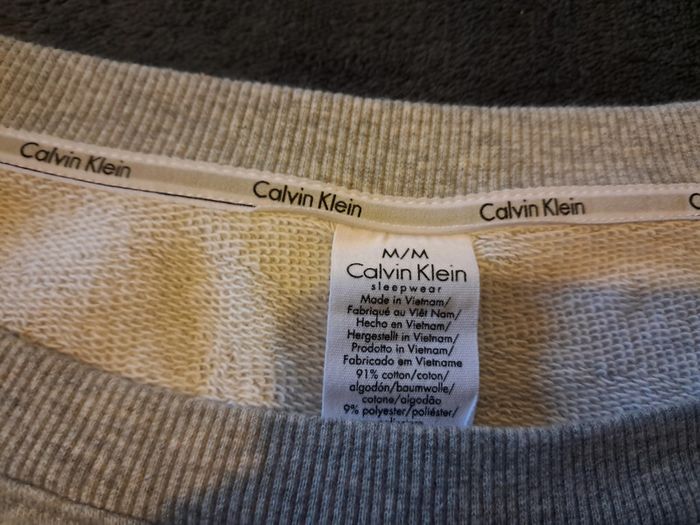 Calvin Klein
Calvin Klein
Calvin Klein
C
M/M
Calvin Klein
sleepwear
Made in Vietnam/
Fabriqué au Viêt Nam/
Hecho en Vietnam/
Hergestellt in Vietnam/
Prodotto in Vietnam/
Fabricado em Vietname
91% cotton/coton/
algodón/baumwolle/
cotone/algodão
9% polyester/poliéster/